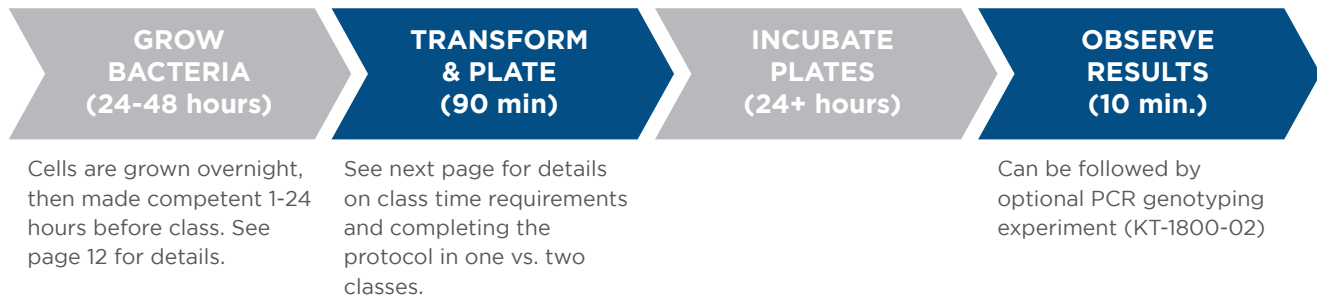 GROW
BACTERIA
(24-48 hours)
TRANSFORM
& PLATE
(90 min)
INCUBATE
PLATES
(24+ hours)
OBSERVE
RESULTS
(10 min.)
Cells are grown overnight,
then made competent 1-24
hours before class. See
page 12 for details.
See next page for details
on class time requirements
and completing the
protocol in one vs. two
classes.
Can be followed by
optional PCR genotyping
experiment (KT-1800-02)